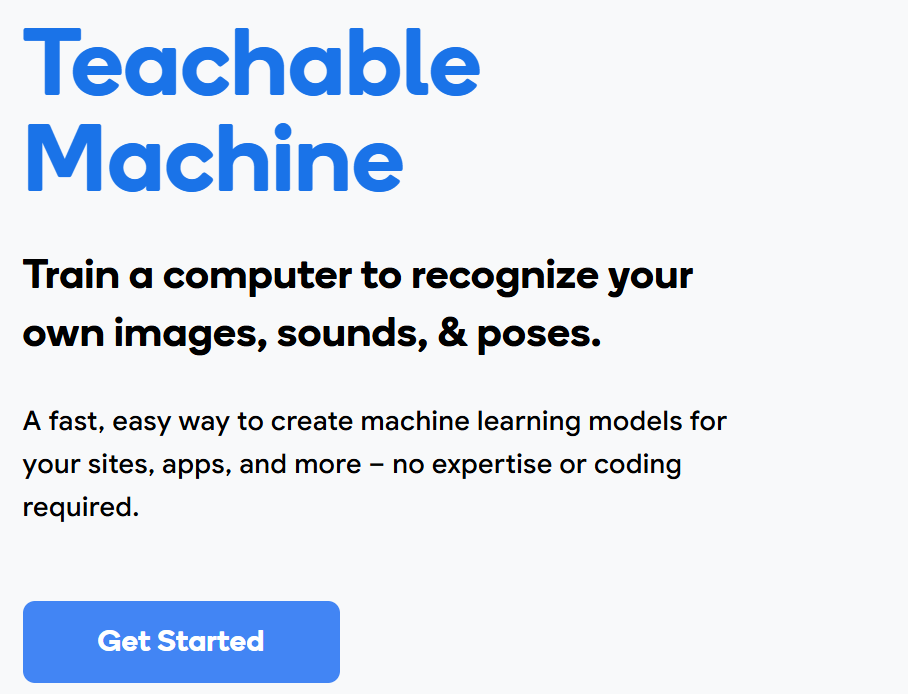 Teachable
Machine
Train a computer to recognize your
own images, sounds, & poses.
A fast, easy way to create machine learning models for
your sites, apps, and more – no expertise or coding
required.
Get Started